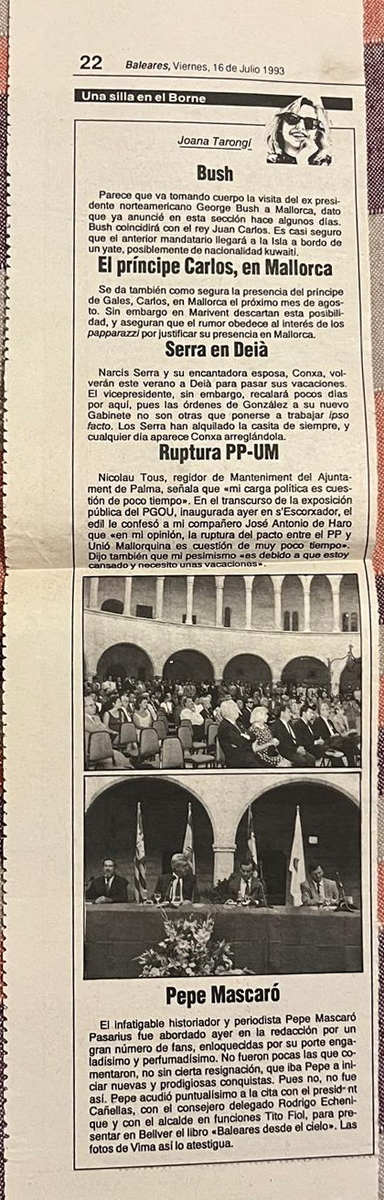 22
Baleares, Viernes, 16 de Julio 1993
Una silla en el Borne
Joana Tarongí
Bush
Parece que va tomando cuerpo la visita del ex presi-
dente norteamericano George Bush a Mallorca, dato
que ya anunció en esta sección hace algunos días.
Bush coincidirá con el rey Juan Carlos. Es casi seguro
que el anterior mandatario llegará a la Isla a bordo de
un yate, posiblemente de nacionalidad kuwaití.
El príncipe Carlos, en Mallorca
Se da también como segura la presencia del príncipe
de Gales, Carlos, en Mallorca el próximo mes de agos-
to. Sin embargo en Marivent descartan esta posibili-
dad, y aseguran que el rumor obedece al interés de los
papparazzi por justificar su presencia en Mallorca.
Serra en Deià
Narcis Serra y su encantadora esposa, Conxa, vol-
verán este verano a Deià para pasar sus vacaciones.
El vicepresidente, sin embargo, recalará pocos días
por aquí, pues las órdenes de González a su nuevo
Gabinete no son otras que ponerse a trabajar ipso
facto. Los Serra han alquilado la casita de siempre, y
cualquier día aparece Conxa arreglándola.
Ruptura PP-UM
Nicolau Tous, regidor de Manteniment del Ajunta-
ment de Palma, señala que «mi carga política es cues-
tión de poco tiempo». En el transcurso de la exposición
pública del PGOU, inaugurada ayer en s'Escorxador, el
edil le confesó a mi compañero José Antonio de Haro
que «en mi opinión, la ruptura del pacto entre el PP y
Unió Mallorquina es cuestión de muy poco tiempo».
Dijo también que mi pesimismo «es debido a que estoy
cansado y necesito unas vacaciones».
Pepe Mascaró
El infatigable historiador y periodista Pepe Mascaró
Pasarius fue abordado ayer en la redacción por un
gran número de fans, enloquecidas por su porte enga-
ladísimo y perfumadísimo. No fueron pocas las que co-
mentaron, no sin cierta resignación, que iba Pepe a ini-
ciar nuevas y prodigiosas conquistas. Pues no, no fue
así. Pepe acudió puntualísimo a la cita con el president
Cañellas, con el consejero delegado Rodrigo Echeni-
que y con el alcalde en funciones Tito Fiol, para pre-
sentar en Bellver el libro «Baleares desde el cielo». Las
fotos de Vima así lo atestigua.